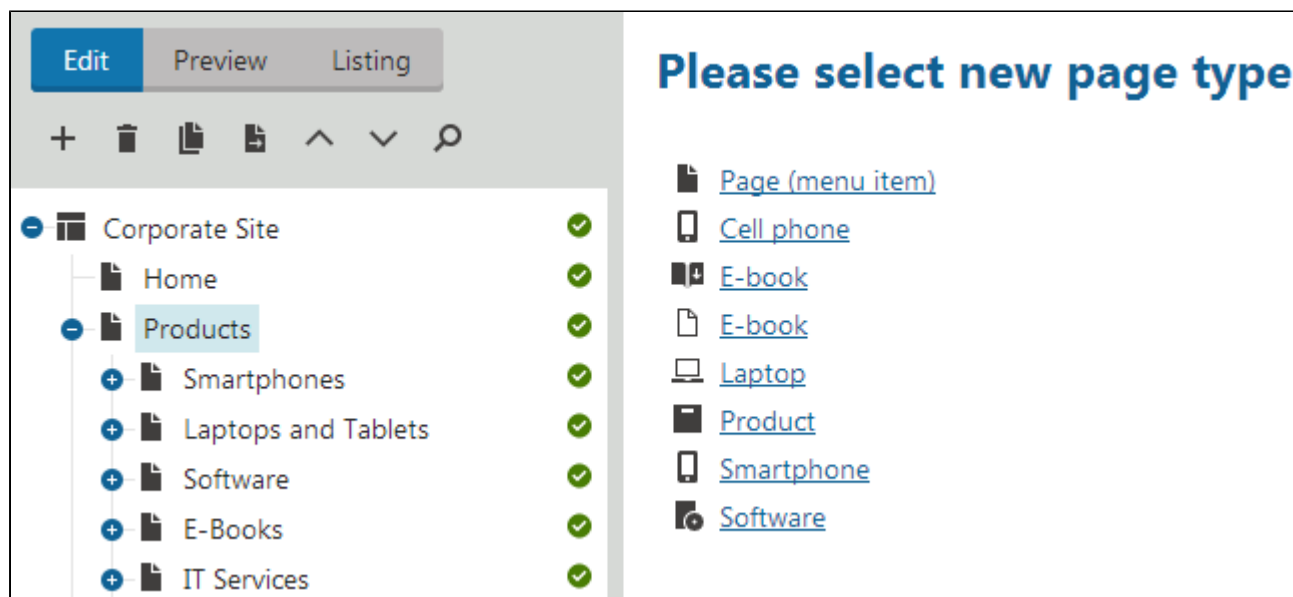 Edit Preview Listing
Corporate Site
Home
Products
Smartphones
Laptops and Tablets
Software
E-Books
IT Services
Please select new page type
Page (menu item)
Cell phone
E-book
E-book
Laptop
Product
Smartphone
Software